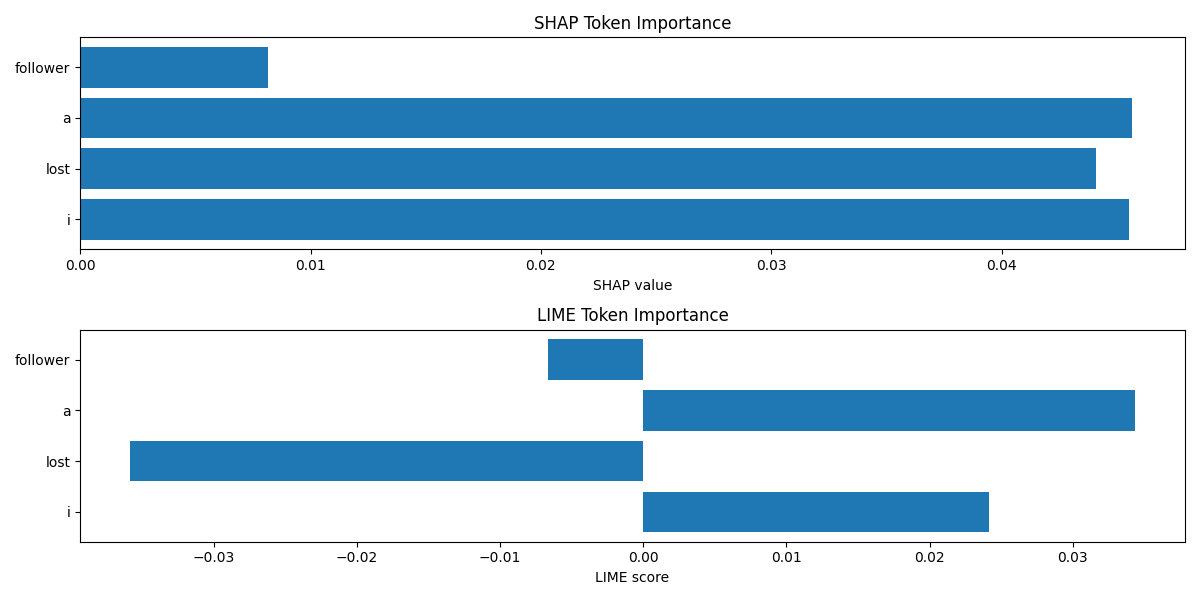 SHAP Token Importance
follower
a
lost
i
0.00 0.01 0.02 0.03 0.04
SHAP value
LIME Token Importance
follower
a
lost
i
−0.03 −0.02 −0.01 0.00 0.01 0.02 0.03
LIME score